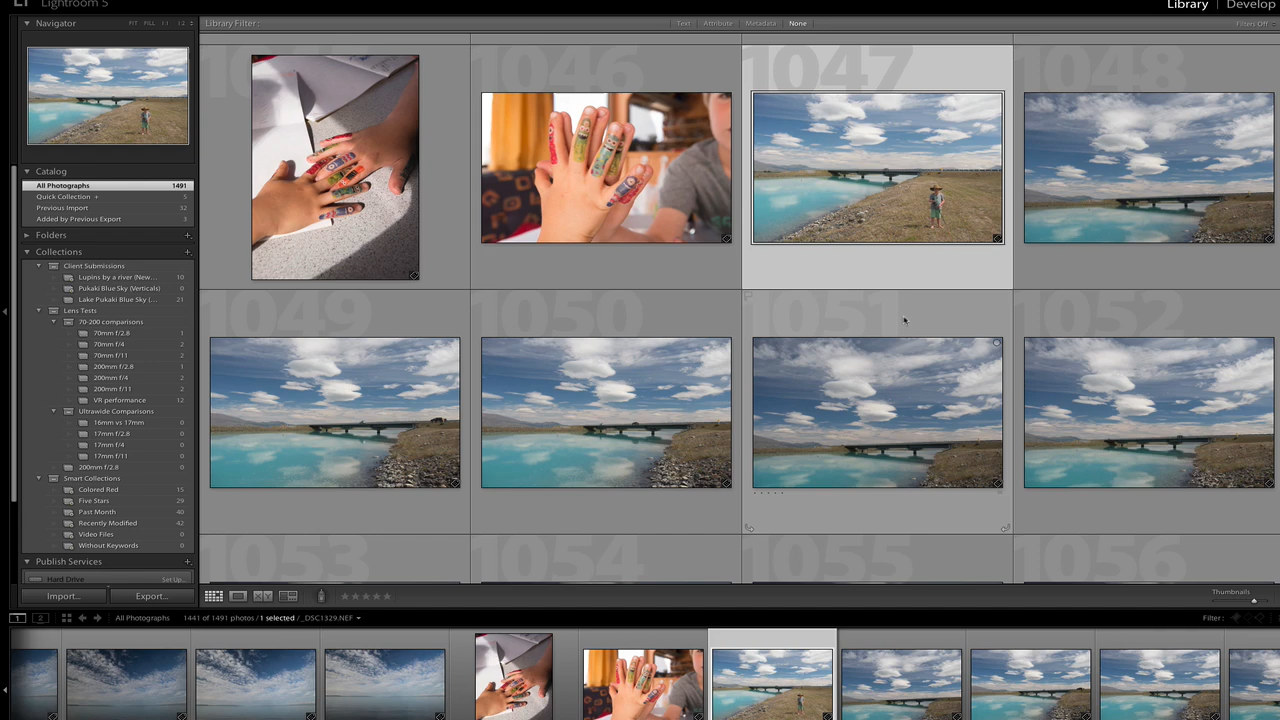 Lightroom 5
Library | Develop
Navigator FIT FILL 1:1 1:2
Library Filter : Text Attribute Metadata None Filters Off
1046 1047 1048
Catalog
All Photographs 1491
Quick Collection + 5
Previous Import 32
Added by Previous Export 3
Folders
Collections
Client Submissions
Lupins by a river (New... 10
Pukaki Blue Sky (Verticals) 0
Lake Pukaki Blue Sky (... 21
Lens Tests
70-200 comparisons
70mm f/2.8 1
70mm f/4 2
70mm f/11 2
200mm f/2.8 1
200mm f/4 2
200mm f/11 2
VR performance 12
Ultrawide Comparisons
16mm vs 17mm 0
17mm f/2.8 0
17mm f/4 0
17mm f/11 0
200mm f/2.8 0
Smart Collections
Colored Red 15
Five Stars 29
Past Month 40
Recently Modified 42
Video Files 0
Without Keywords 0
1049 1050 1051 1052
Publish Services
Hard Drive Set Up...
1053 1054 1055 1056
Import... Export...
Thumbnails
1 2 All Photographs 1441 of 1491 photos / 1 selected / _DSC1329.NEF Filter :